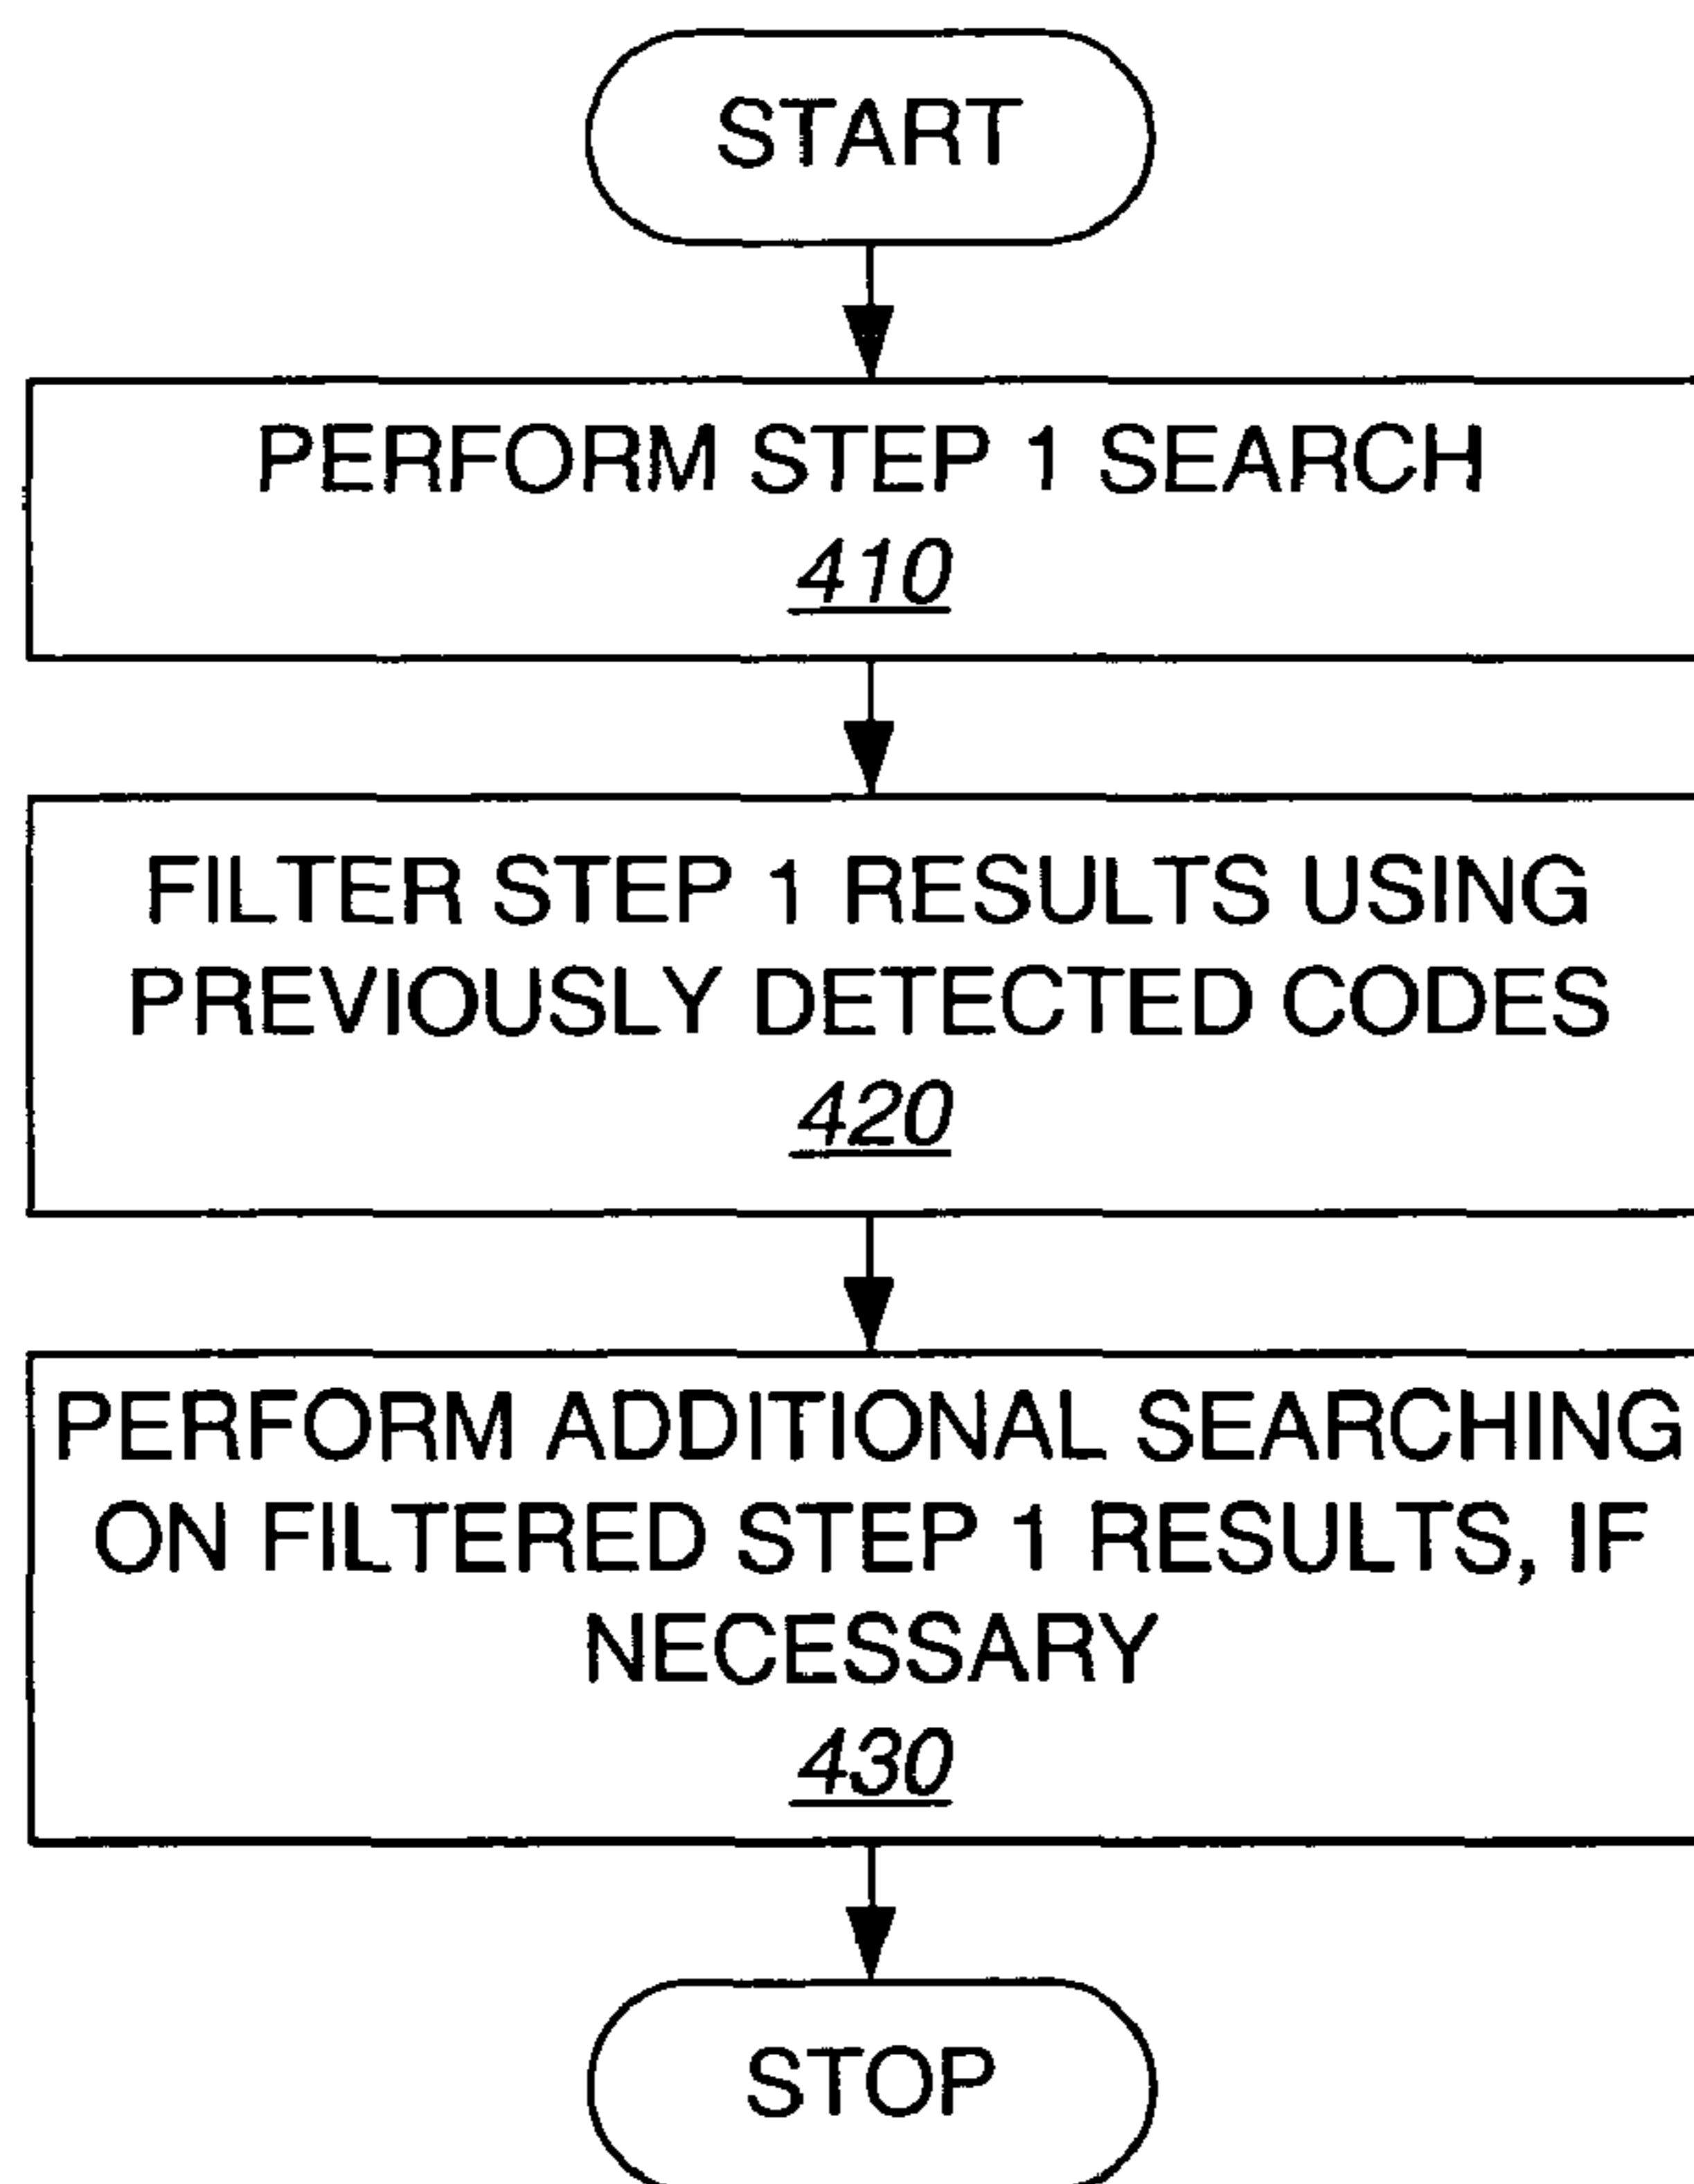 START
PERFORM STEP 1 SEARCH
410
FILTER STEP 1 RESULTS USING
PREVIOUSLY DETECTED CODES
420
PERFORM ADDITIONAL SEARCHING
ON FILTERED STEP 1 RESULTS, IF
NECESSARY
430
STOP